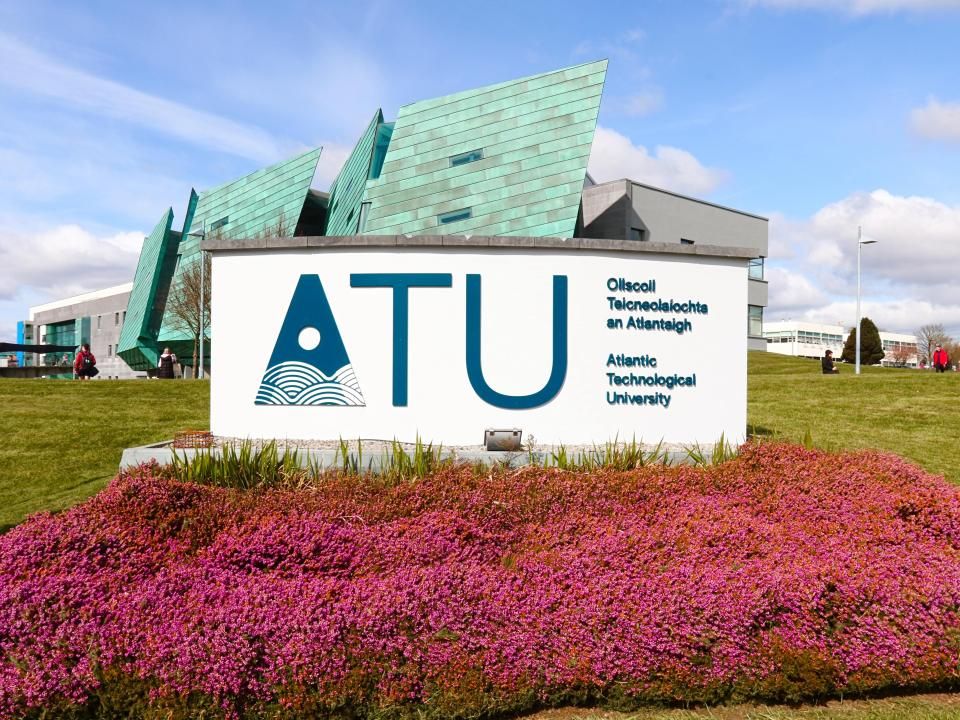 ATU
Ollscoil
Teicneolaíochta
an Atlantaigh
Atlantic
Technological
University